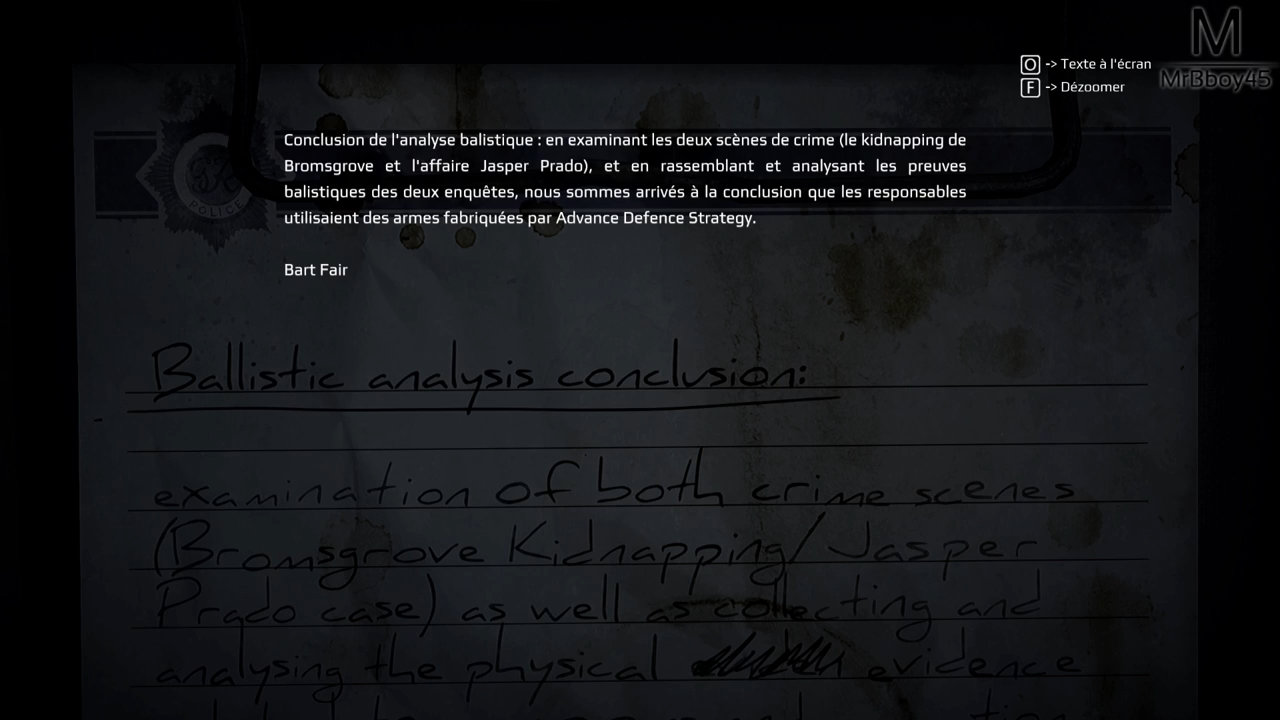 M
MrBboy45
O -> Texte à l'écran
F -> Dézoomer
Conclusion de l'analyse balistique : en examinant les deux scènes de crime (le kidnapping de
Bromsgrove et l'affaire Jasper Prado), et en rassemblant et analysant les preuves
balistiques des deux enquêtes, nous sommes arrivés à la conclusion que les responsables
utilisaient des armes fabriquées par Advance Defence Strategy.
Bart Fair
POLICE
Ballistic analysis conclusion:
examination of both crime scenes
(Bromsgrove Kidnapping/Jasper
Prado case) as well as collecting and
analysing the physical evidence